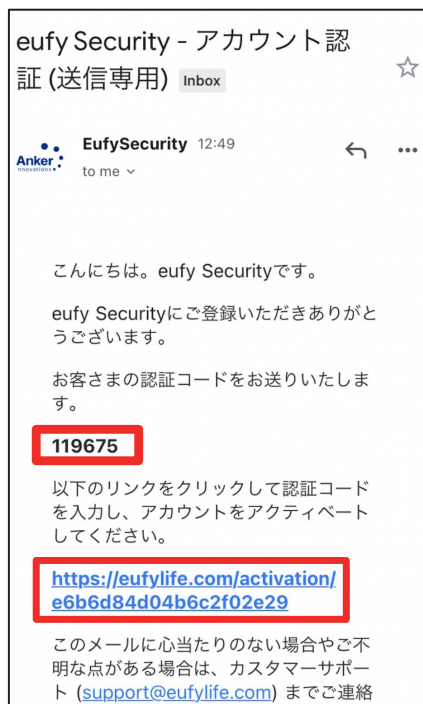 eufy Security - アカウント認
証 (送信専用) Inbox
EufySecurity 12:49
Anker
nnovations
to me
こんにちは。eufy Securityです。
eufy Securityにご登録いただきありがと
うございます。
お客さまの認証コードをお送りいたしま
す。
119675
以下のリンクをクリックして認証コード
を入力し、アカウントをアクティベート
してください。
https://eufylife.com/activation/
e6b6d84d04b6c2f02e29
このメールに心当たりのない場合やご不
明な点がある場合は、カスタマーサポー
ト (support@eufylife.com) までご連絡